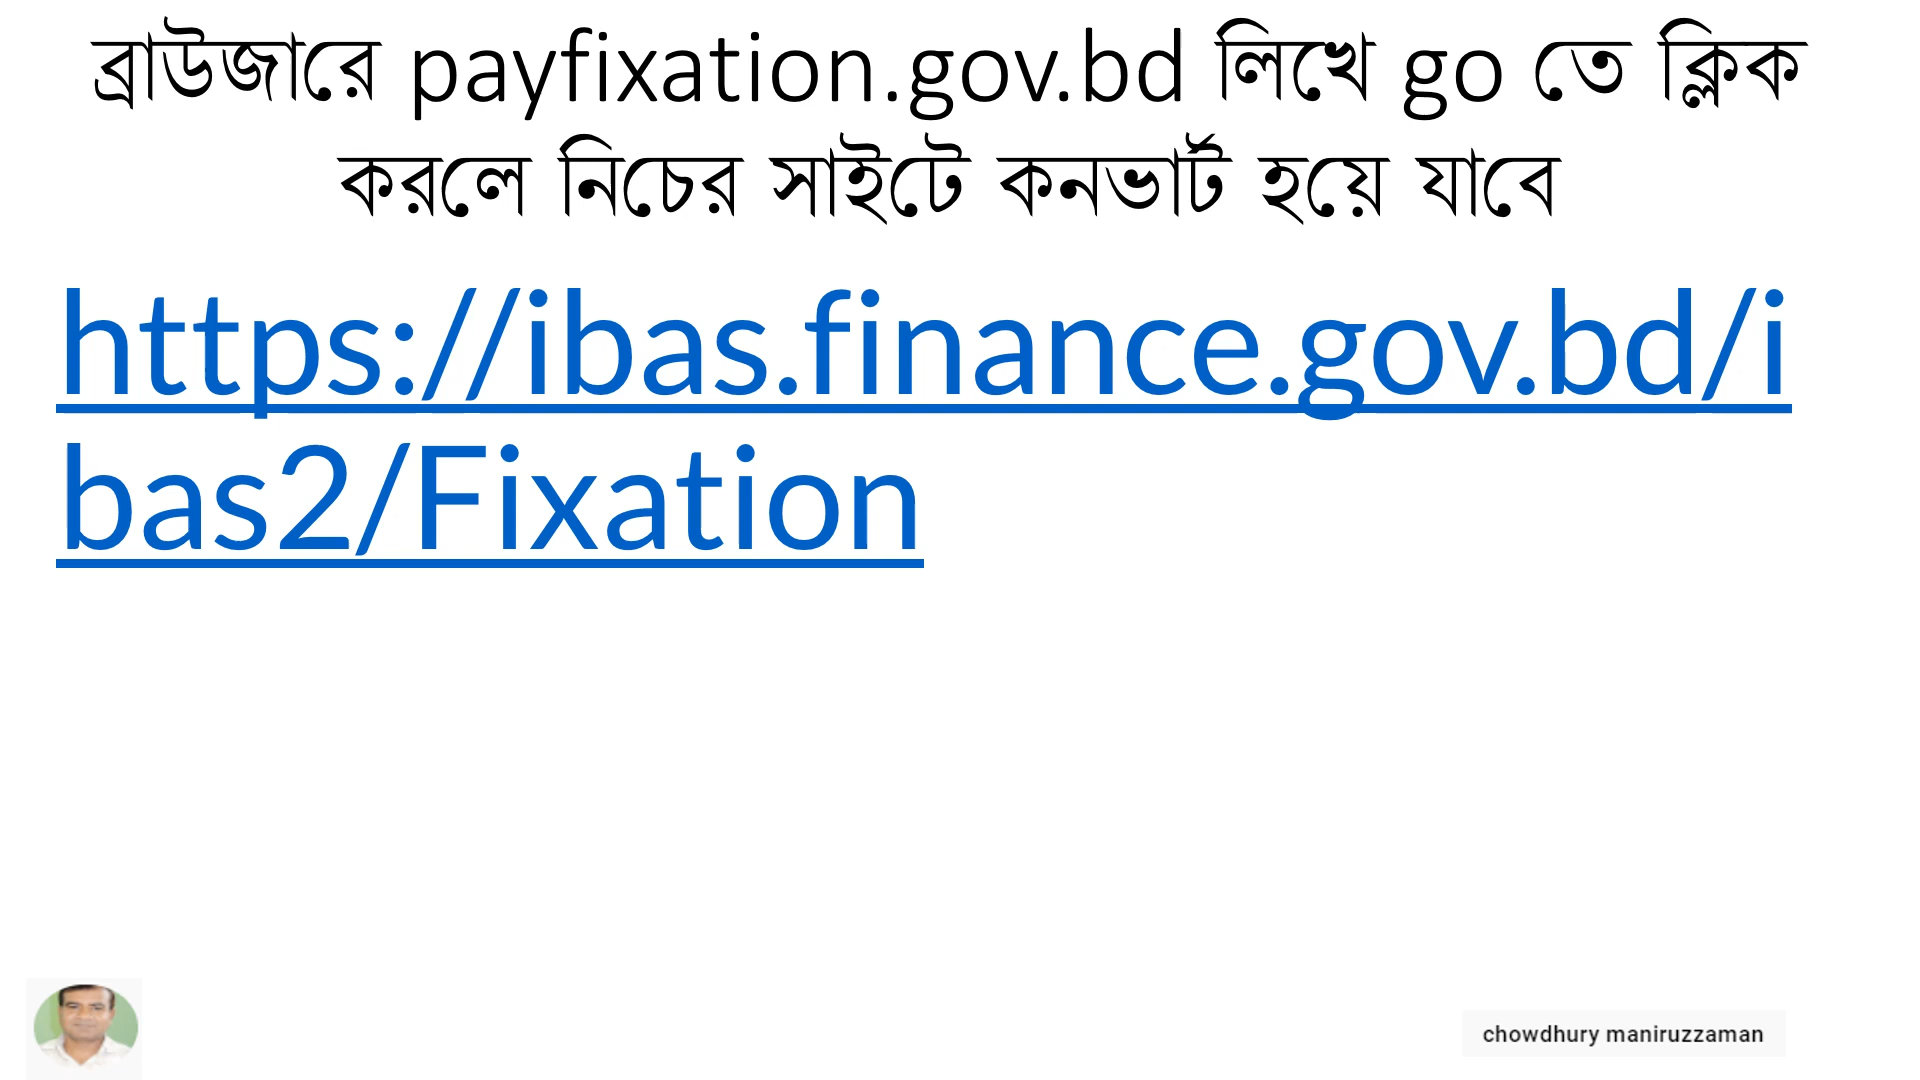 ব্রাউজারে payfixation.gov.bd লিখে go তে ক্লিক
করলে নিচের সাইটে কনভার্ট হয়ে যাবে
https://ibas.finance.gov.bd/i
bas2/Fixation
chowdhury maniruzzaman